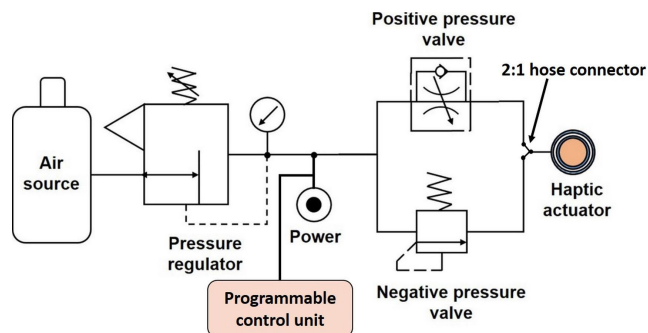 Positive pressure
valve
2:1 hose connector
Air
source
Haptic
actuator
Pressure
regulator
Power
Programmable
control unit
Negative pressure
valve